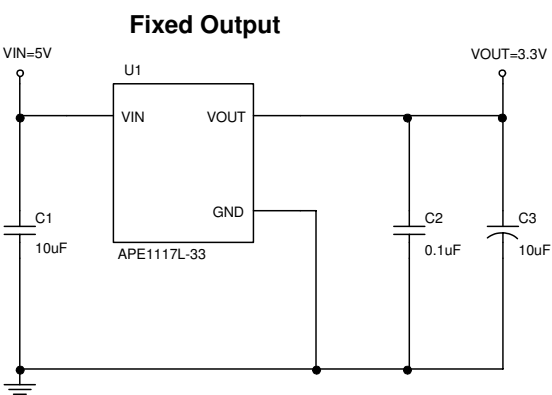 Fixed Output
VIN=5V
VOUT=3.3V
U1
VIN
VOUT
GND
C1
10uF
APE1117L-33
C2
0.1uF
C3
10uF